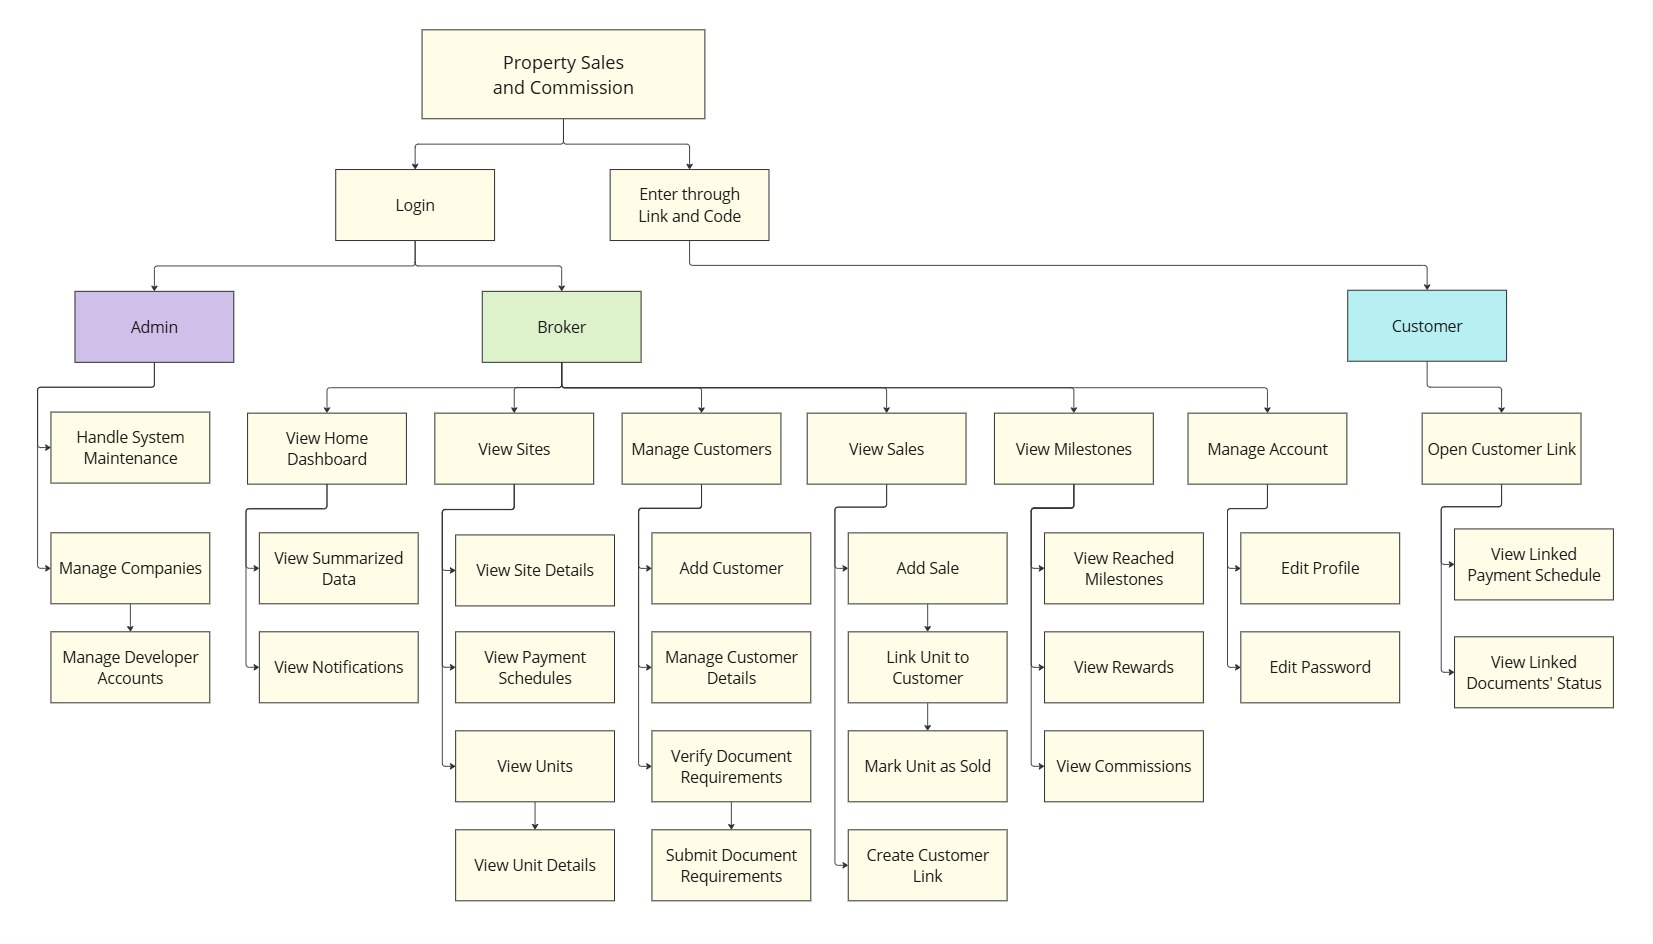 Property Sales
and Commission
Login
Enter through
Link and Code
Admin
Broker
Customer
Handle System
Maintenance
View Home
Dashboard
View Sites
Manage Customers
View Sales
View Milestones
Manage Account
Open Customer Link
Manage Companies
View Summarized
Data
View Site Details
Add Customer
Add Sale
View Reached
Milestones
Edit Profile
View Linked
Payment Schedule
Manage Developer
Accounts
View Notifications
View Payment
Schedules
Manage Customer
Details
Link Unit to
Customer
View Rewards
Edit Password
View Linked
Documents' Status
View Units
Verify Document
Requirements
Mark Unit as Sold
View Commissions
View Unit Details
Submit Document
Requirements
Create Customer
Link